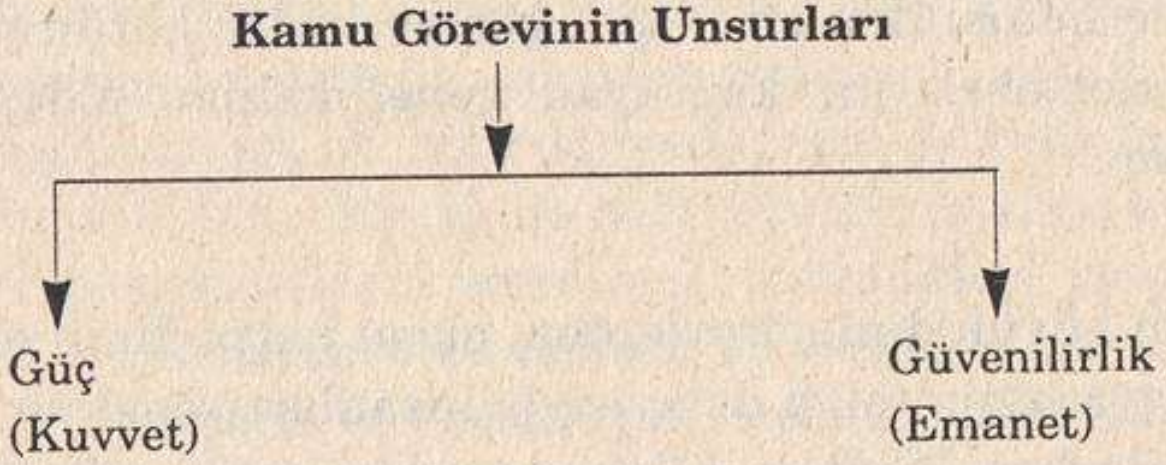 Kamu Görevinin Unsurları
Güç
(Kuvvet)
Güvenilirlik
(Emanet)